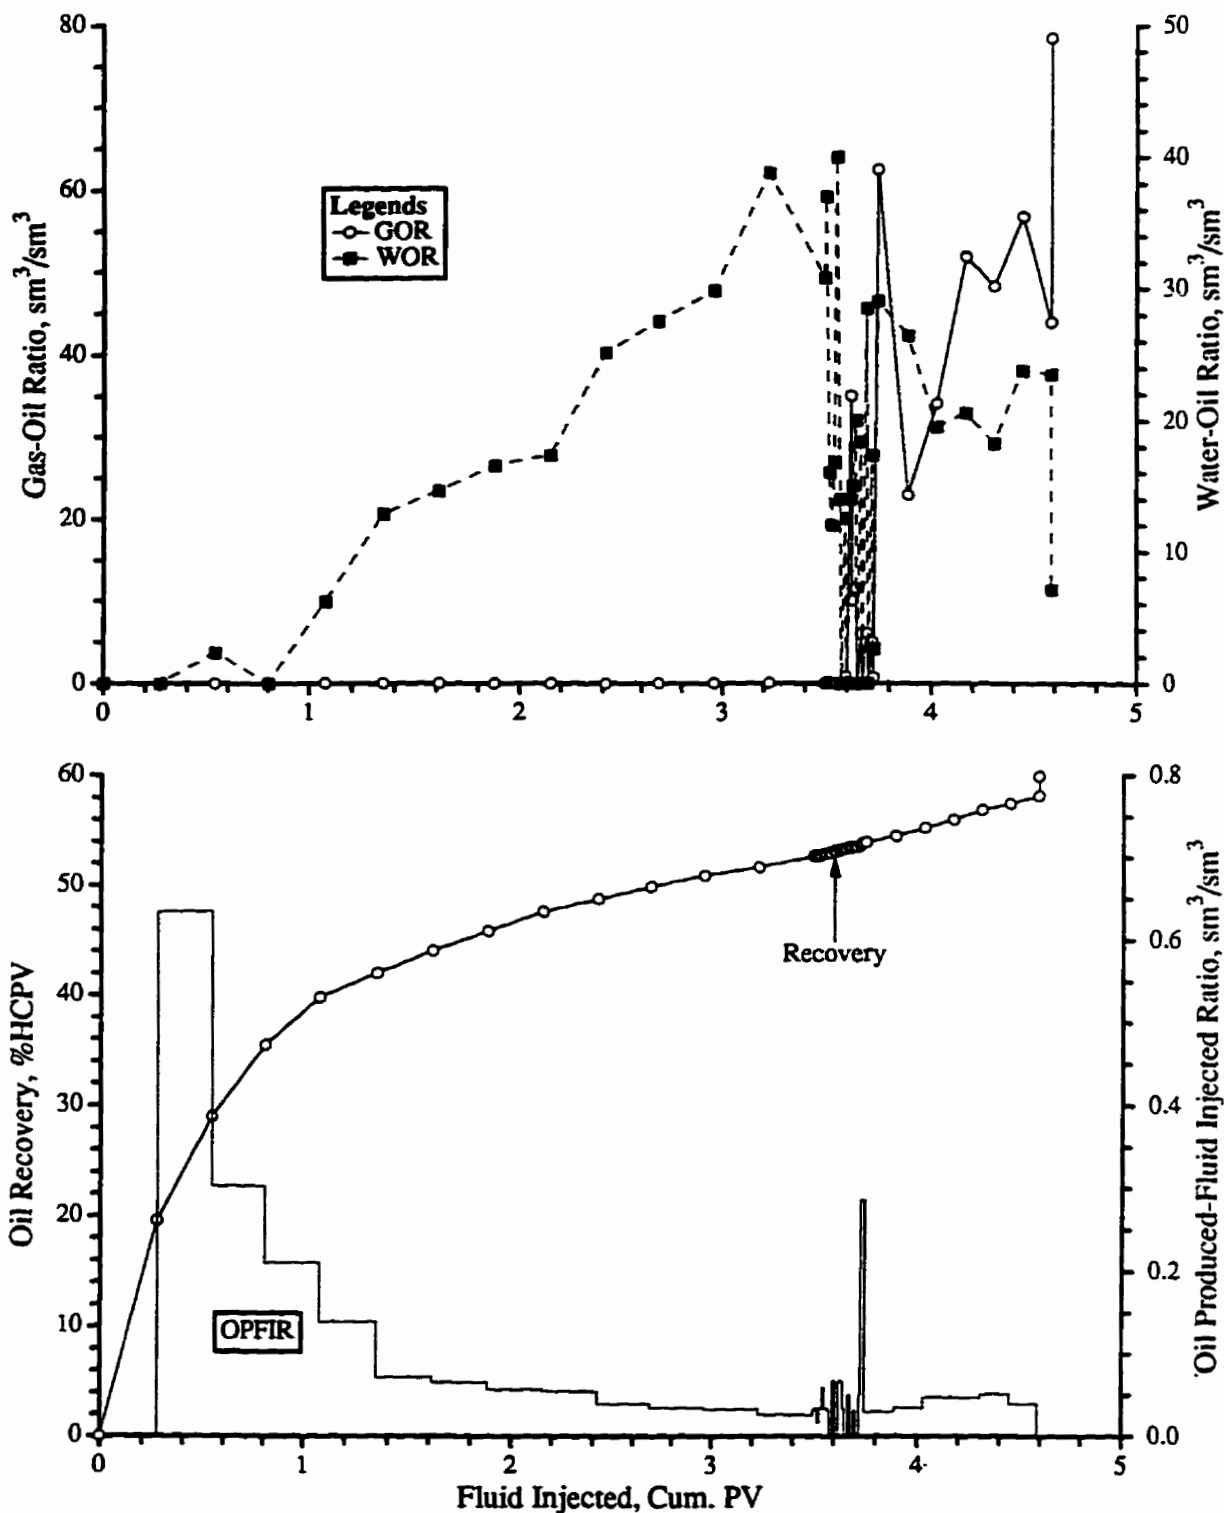 80
60
40
20
0
Gas-Oil Ratio, sm³/sm³
Legends
GOR
WOR
50
40
30
20
10
0
Water-Oil Ratio, sm³/sm³
0 1 2 3 4 5
60
50
40
30
20
10
0
Oil Recovery, %HCPV
Recovery
OPFIR
0.8
0.6
0.4
0.2
0.0
Oil Produced-Fluid Injected Ratio, sm³/sm³
0 1 2 3 4 5
Fluid Injected, Cum. PV